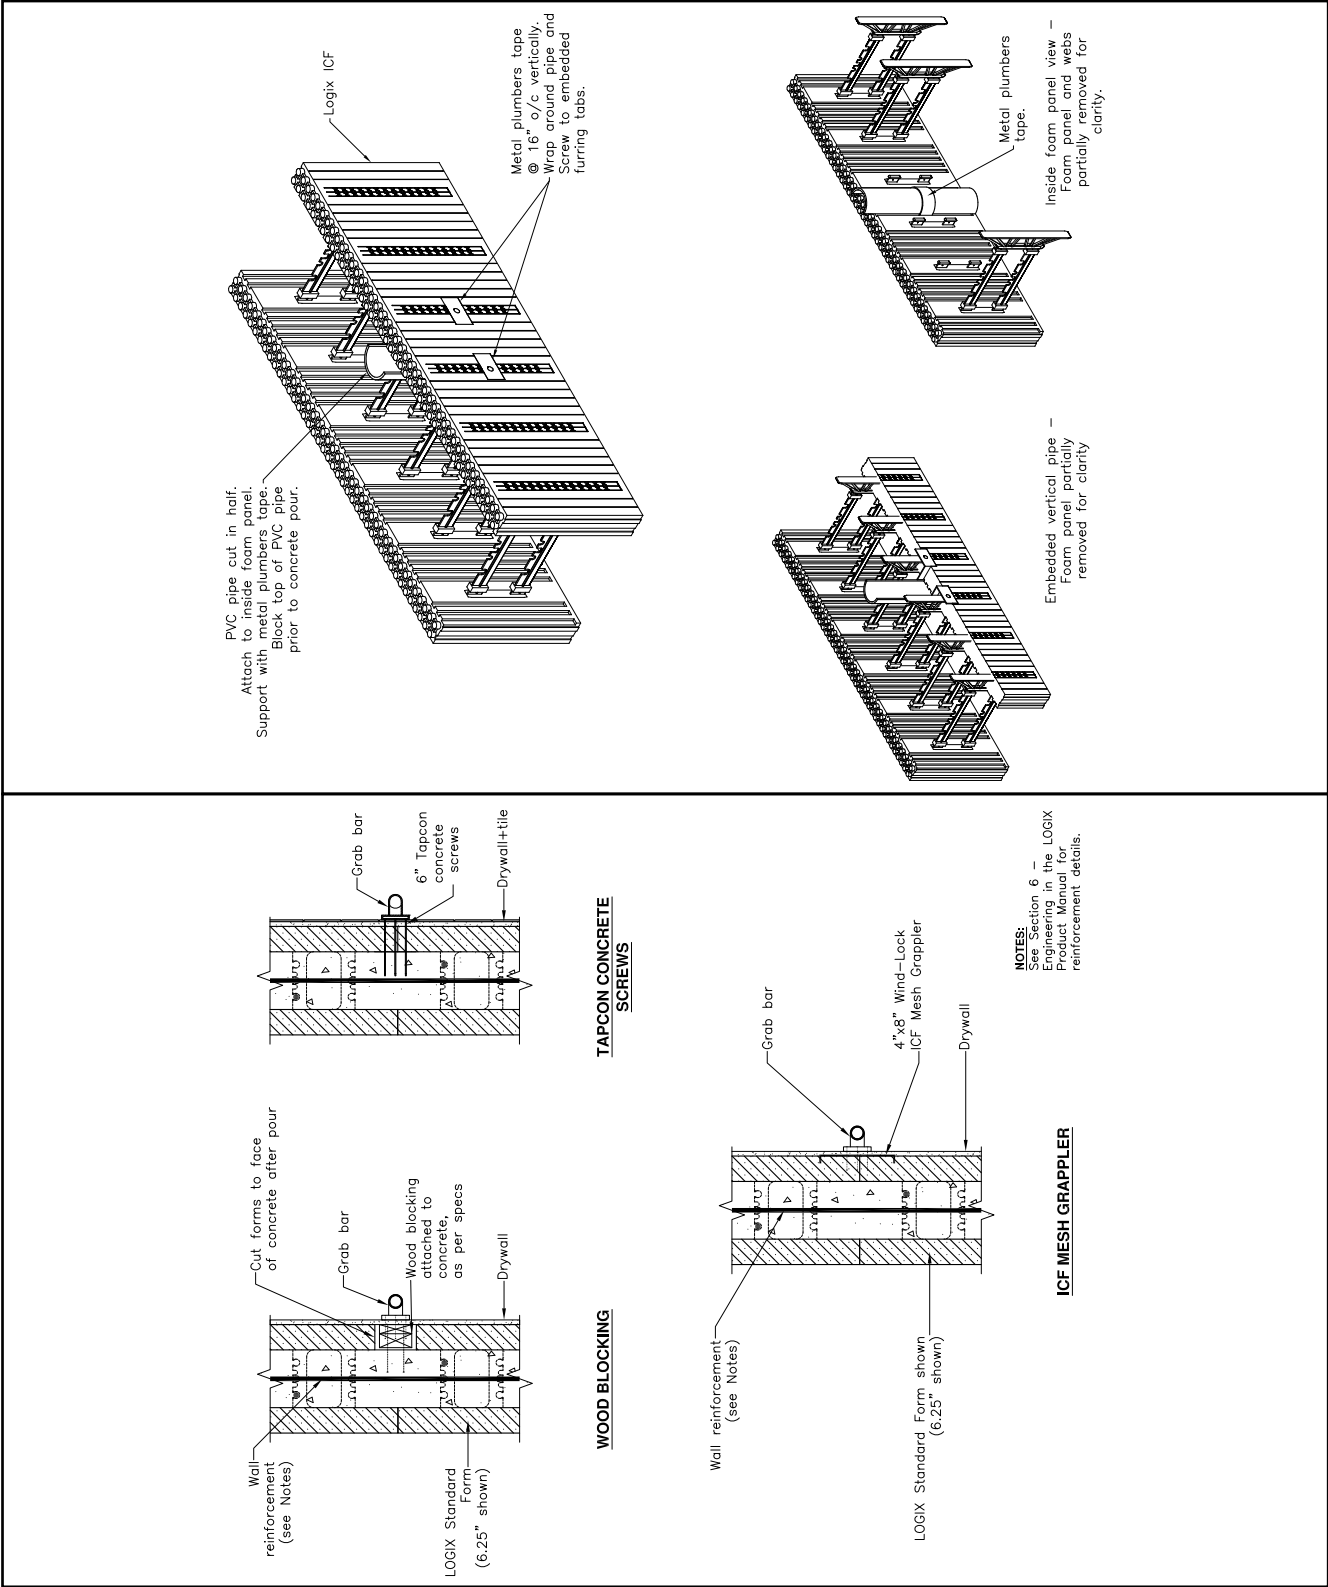 Cut forms to face
of concrete after pour
Wall
reinforcement
(see Notes)
Grab bar
Wood blocking
attached to
concrete,
as per specs
LOGIX Standard
Form
(6.25" shown)
Drywall
WOOD BLOCKING
Grab bar
6" Tapcon
concrete
screws
Drywall+tile
TAPCON CONCRETE
SCREWS
Wall reinforcement
(see Notes)
Grab bar
4"x8" Wind-Lock
ICF Mesh Grappler
LOGIX Standard Form shown
(6.25" shown)
Drywall
ICF MESH GRAPPLER
NOTES:
See Section 6 –
Engineering in the LOGIX
Product Manual for
reinforcement details.
PVC pipe cut in half.
Attach to inside foam panel.
Support with metal plumbers tape.
Block top of PVC pipe
prior to concrete pour.
Logix ICF
Metal plumbers tape
@ 16" o/c vertically.
Wrap around pipe and
Screw to embedded
furring tabs.
Embedded vertical pipe –
Foam panel partially
removed for clarity
Metal plumbers
tape.
Inside foam panel view –
Foam panel and webs
partially removed for
clarity.